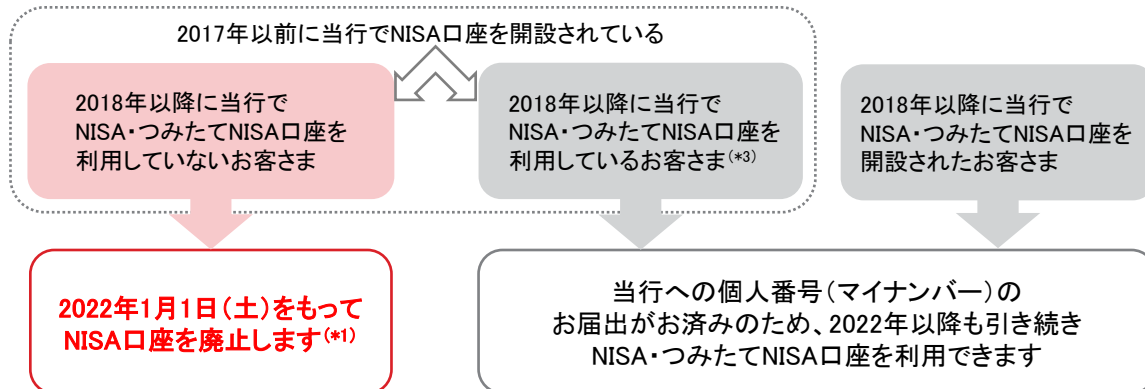 2017年以前に当行でNISA口座を開設されている
2018年以降に当行で
NISA・つみたてNISA口座を
利用していないお客さま
2018年以降に当行で
NISA・つみたてNISA口座を
利用しているお客さま(*3)
2018年以降に当行で
NISA・つみたてNISA口座を
開設されたお客さま
2022年1月1日(土)をもって
NISA口座を廃止します(*1)
当行への個人番号(マイナンバー)の
お届出がお済みのため、2022年以降も引き続き
NISA・つみたてNISA口座を利用できます